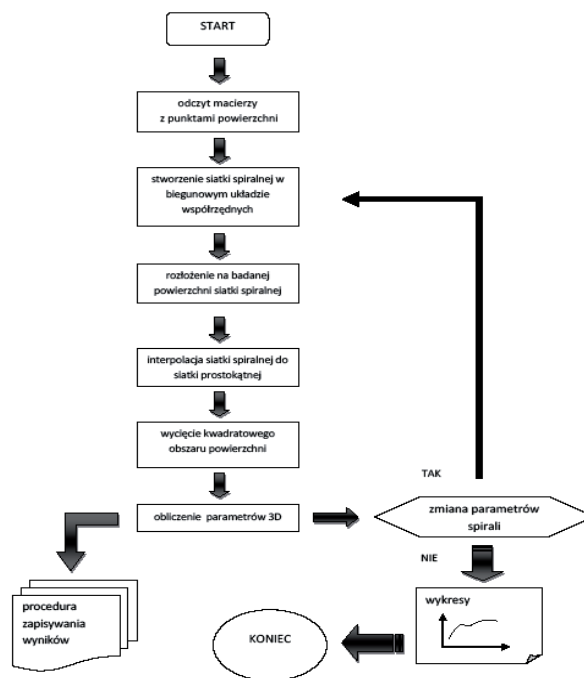 START
odczyt macierzy
z punktami powierzchni
stworzenie siatki spiralnej w
biegunowym układzie
współrzędnych
rozłożenie na badanej
powierzchni siatki spiralnej
interpolacja siatki spiralnej do
siatki prostokątnej
wycięcie kwadratowego
obszaru powierzchni
obliczenie parametrów 3D
TAK
zmiana parametrów
spirali
NIE
procedura
zapisywania
wyników
wykresy
KONIEC